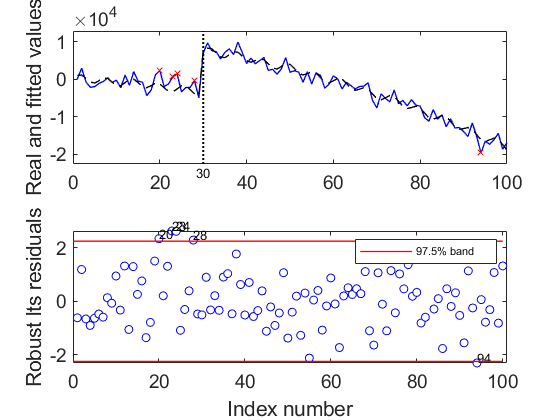 ×10⁴
Real and fitted values
1
0
-1
-2
0 20 40 60 80 100
30
Robust lts residuals
2
0
-2
20 23 24 28
97.5% band
94
0 20 40 60 80 100
Index number